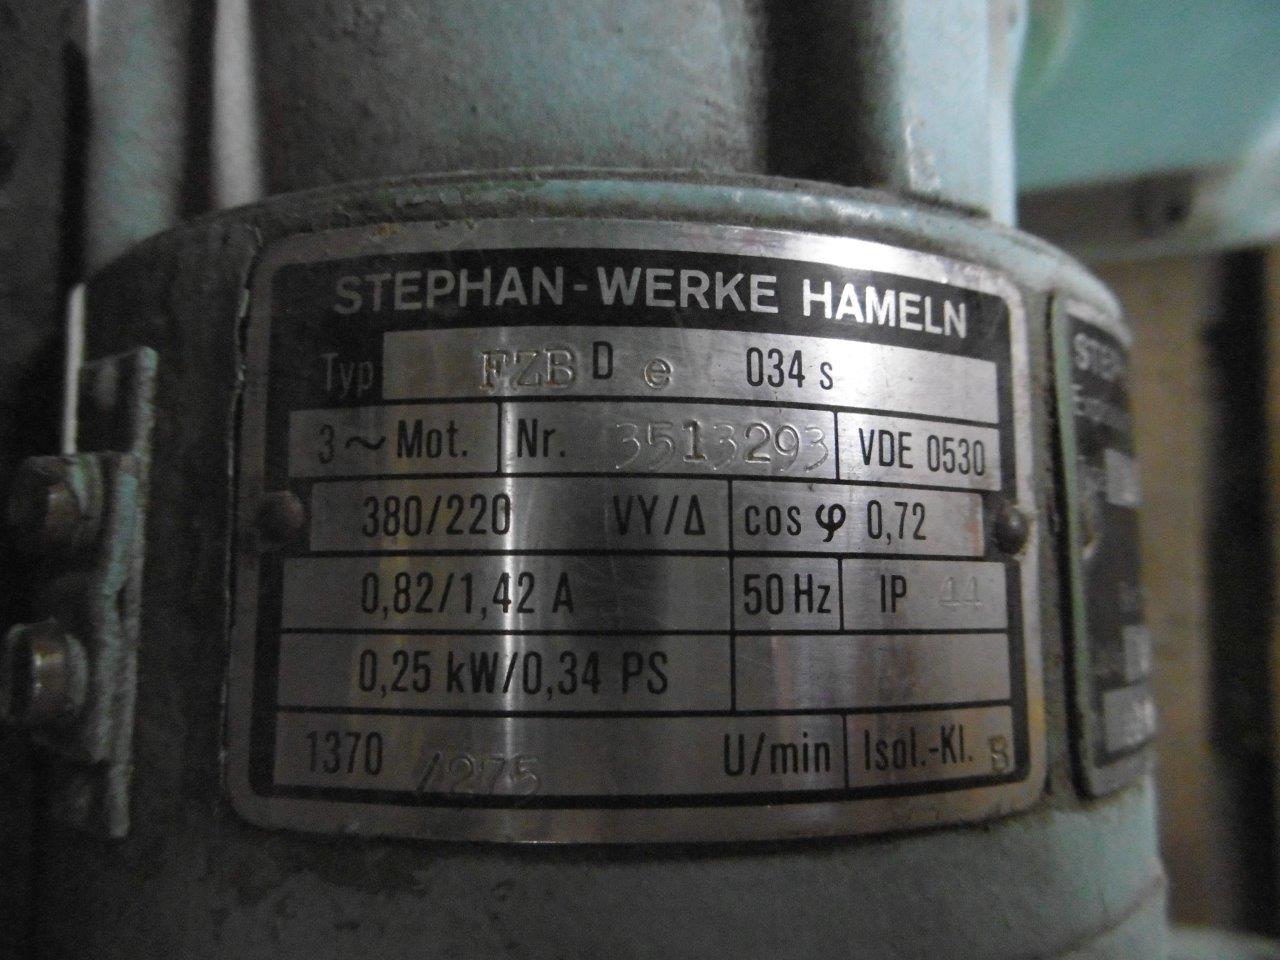 STEPHAN-WERKE HAMELN
Typ FZB D e 034 s
3~Mot. Nr. 3513293 VDE 0530
380/220 VY/Δ cos φ 0,72
0,82/1,42 A 50 Hz IP 44
0,25 kW/0,34 PS
1370 /275 U/min Isol.-Kl. B